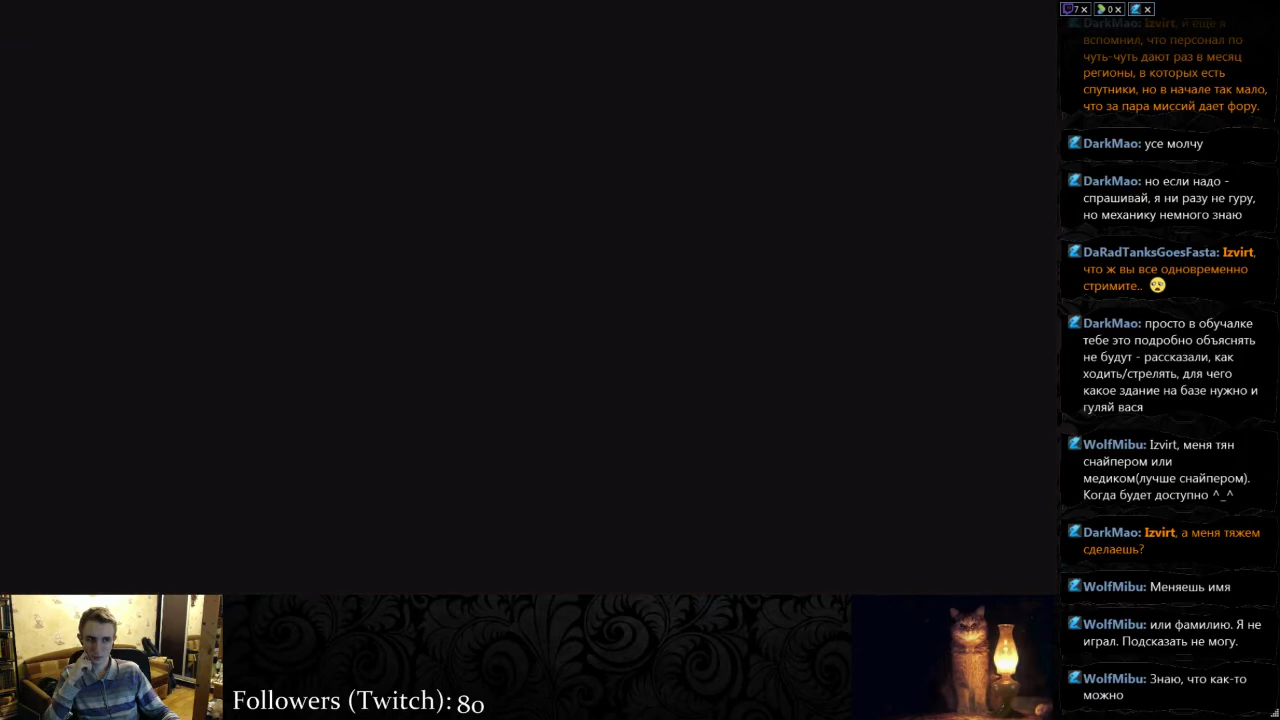 7 × 0 × ×
DarkMao: Izvirt, и еще я
вспомнил, что персонал по
чуть-чуть дают раз в месяц
регионы, в которых есть
спутники, но в начале так мало,
что за пара миссий дает фору.
DarkMao: усе молчу
DarkMao: но если надо -
спрашивай, я ни разу не гуру,
но механику немного знаю
DaRadTanksGoesFasta: Izvirt,
что ж вы все одновременно
стримите..
DarkMao: просто в обучалке
тебе это подробно объяснять
не будут - рассказали, как
ходить/стрелять, для чего
какое здание на базе нужно и
гуляй вася
WolfMibu: Izvirt, меня тян
снайпером или
медиком(лучше снайпером).
Когда будет доступно ^_^
DarkMao: Izvirt, а меня тяжем
сделаешь?
WolfMibu: Меняешь имя
WolfMibu: или фамилию. Я не
играл. Подсказать не могу.
WolfMibu: Знаю, что как-то
можно
Followers (Twitch): 80